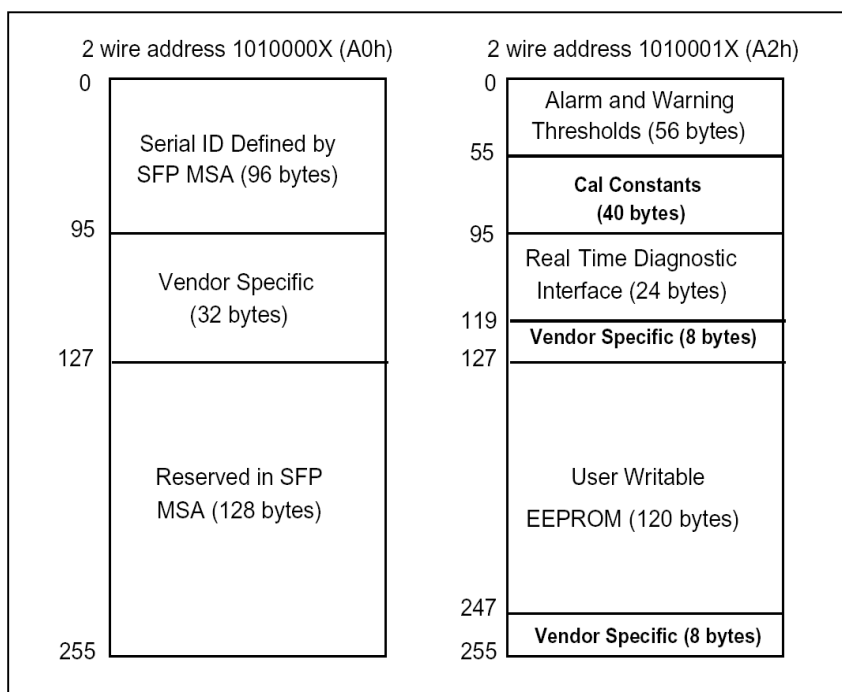 2 wire address 1010000X (A0h)
0
Serial ID Defined by
SFP MSA (96 bytes)
95
Vendor Specific
(32 bytes)
127
Reserved in SFP
MSA (128 bytes)
255
2 wire address 1010001X (A2h)
0
Alarm and Warning
Thresholds (56 bytes)
55
Cal Constants
(40 bytes)
95
Real Time Diagnostic
Interface (24 bytes)
119
Vendor Specific (8 bytes)
127
User Writable
EEPROM (120 bytes)
247
Vendor Specific (8 bytes)
255